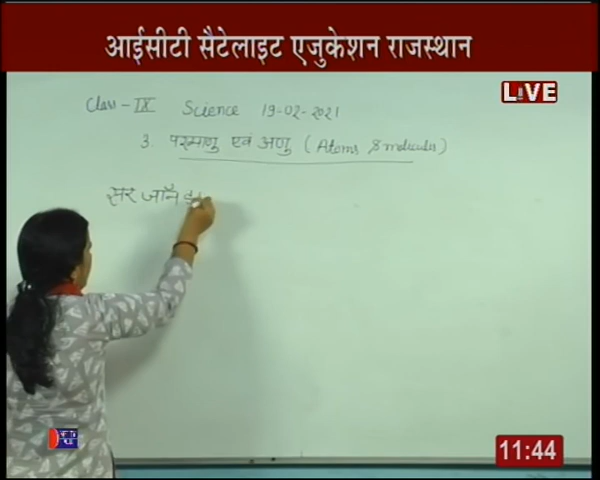 आईसीटी सैटेलाइट एजुकेशन राजस्थान
LIVE
Class - IX Science 19-02-2021
3. परमाणु एवं अणु ( Atoms & molicules )
सर जॉन
11:44